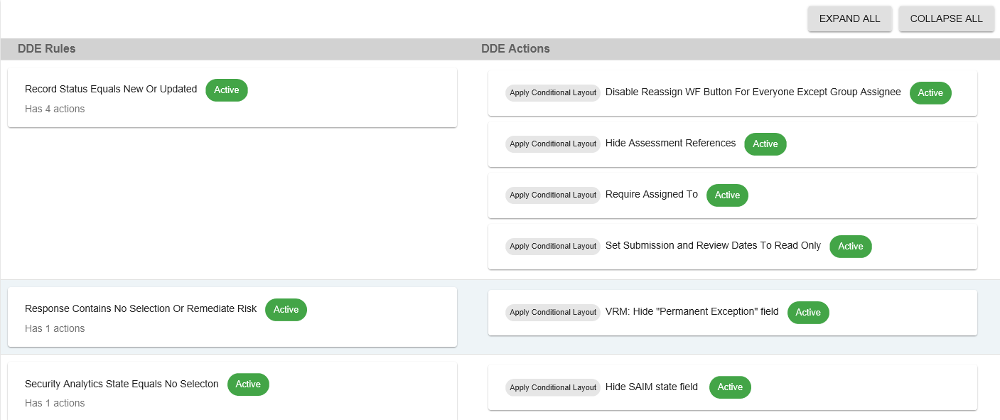 EXPAND ALL COLLAPSE ALL
DDE Rules DDE Actions
Record Status Equals New Or Updated Active
Has 4 actions
Apply Conditional Layout Disable Reassign WF Button For Everyone Except Group Assignee Active
Apply Conditional Layout Hide Assessment References Active
Apply Conditional Layout Require Assigned To Active
Apply Conditional Layout Set Submission and Review Dates To Read Only Active
Response Contains No Selection Or Remediate Risk Active
Has 1 actions
Apply Conditional Layout VRM: Hide "Permanent Exception" field Active
Security Analytics State Equals No Selecton Active
Has 1 actions
Apply Conditional Layout Hide SAIM state field Active